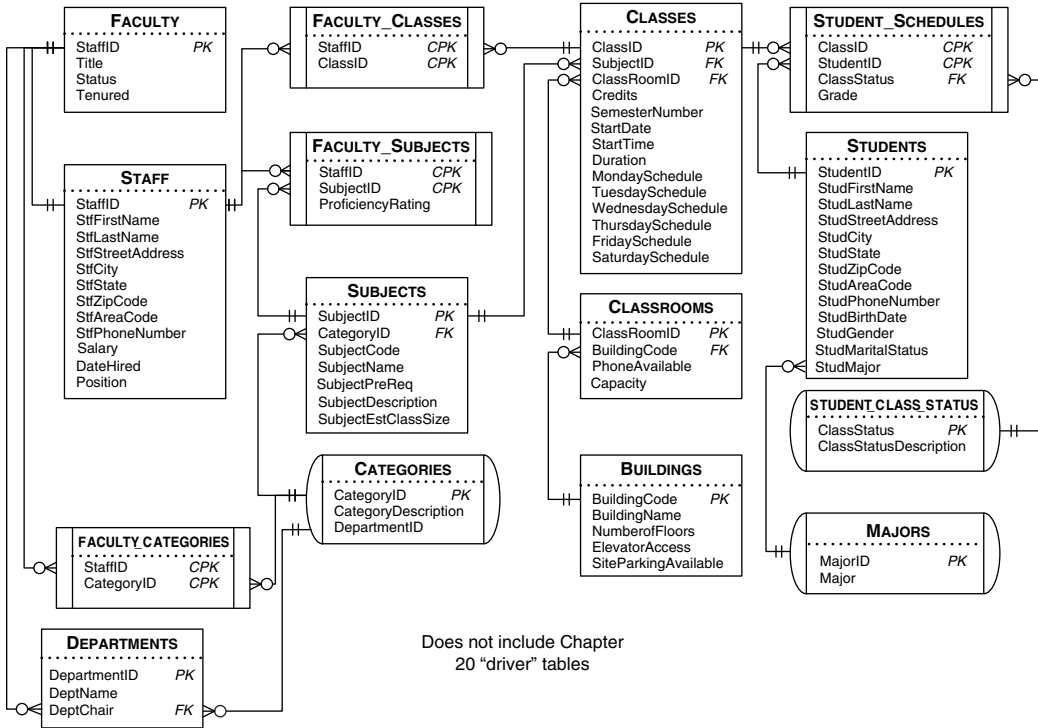 FACULTY
StaffID PK
Title
Status
Tenured
STAFF
StaffID PK
StfFirstName
StfLastName
StfStreetAddress
StfCity
StfState
StfZipCode
StfAreaCode
StfPhoneNumber
Salary
DateHired
Position
FACULTY_CATEGORIES
StaffID CPK
CategoryID CPK
DEPARTMENTS
DepartmentID PK
DeptName
DeptChair FK
FACULTY_CLASSES
StaffID CPK
ClassID CPK
FACULTY_SUBJECTS
StaffID CPK
SubjectID CPK
ProficiencyRating
SUBJECTS
SubjectID PK
CategoryID FK
SubjectCode
SubjectName
SubjectPreReq
SubjectDescription
SubjectEstClassSize
CATEGORIES
CategoryID PK
CategoryDescription
DepartmentID
CLASSES
ClassID PK
SubjectID FK
ClassRoomID FK
Credits
SemesterNumber
StartDate
StartTime
Duration
MondaySchedule
TuesdaySchedule
WednesdaySchedule
ThursdaySchedule
FridaySchedule
SaturdaySchedule
CLASSROOMS
ClassRoomID PK
BuildingCode FK
PhoneAvailable
Capacity
BUILDINGS
BuildingCode PK
BuildingName
NumberofFloors
ElevatorAccess
SiteParkingAvailable
STUDENT_SCHEDULES
ClassID CPK
StudentID CPK
ClassStatus FK
Grade
STUDENTS
StudentID PK
StudFirstName
StudLastName
StudStreetAddress
StudCity
StudState
StudZipCode
StudAreaCode
StudPhoneNumber
StudBirthDate
StudGender
StudMaritalStatus
StudMajor
STUDENT_CLASS_STATUS
ClassStatus PK
ClassStatusDescription
MAJORS
MajorID PK
Major
Does not include Chapter
20 “driver” tables